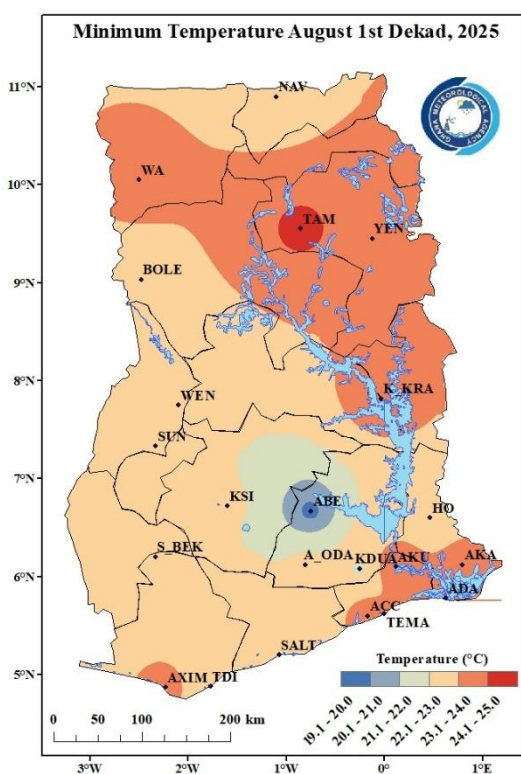 Minimum Temperature August 1st Dekad, 2025
GHANA METEOROLOGICAL AGENCY
11°N
10°N
9°N
8°N
7°N
6°N
5°N
NAV
WA
TAM
YEN
BOLE
K_KRA
WEN
SUN
KSI
ABE
HO
S_BEK
A_ODA
KDUA
AKU
AKA
ADA
ACC
TEMA
SALT
AXIM
TDI
Temperature (°C)
19.1 - 20.0
20.1 - 21.0
21.1 - 22.0
22.1 - 23.0
23.1 - 24.0
24.1 - 25.0
0 50 100 200 km
3°W 2°W 1°W 0° 1°E